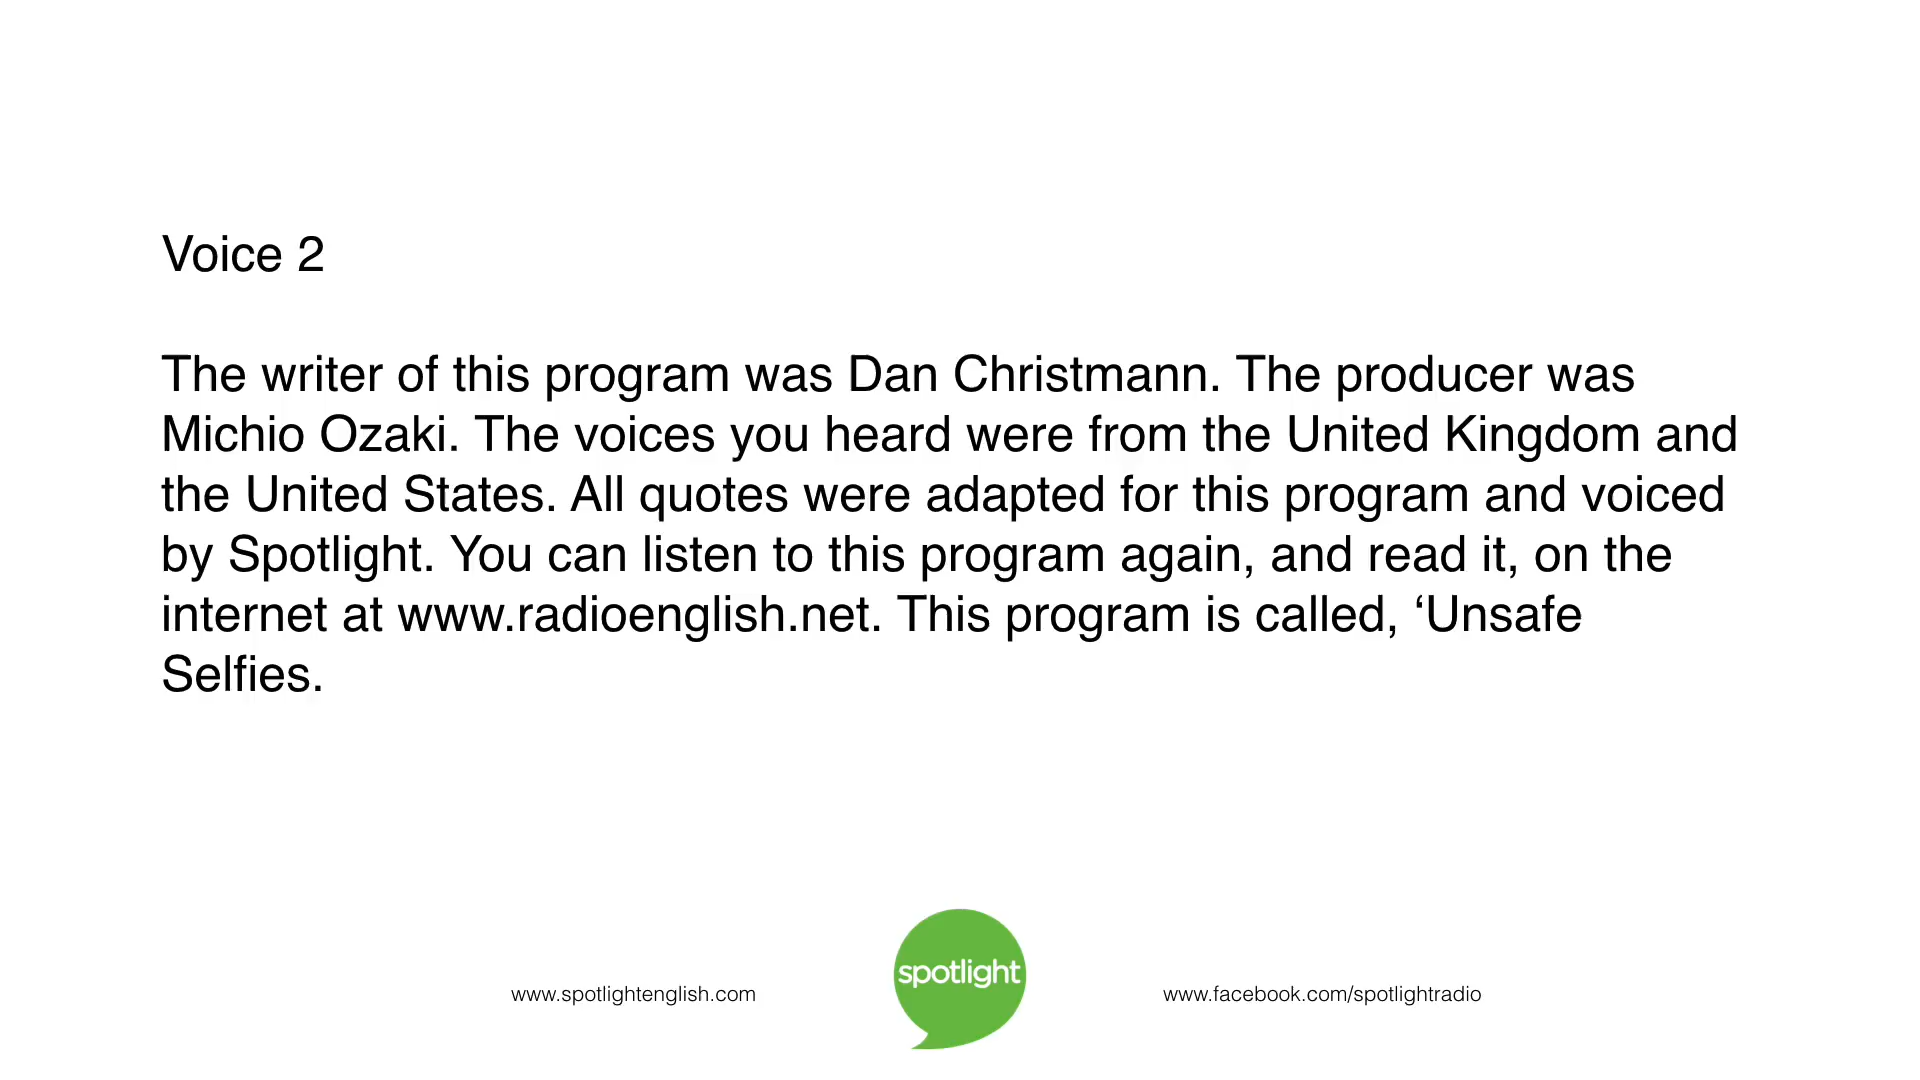 Voice 2
The writer of this program was Dan Christmann. The producer was
Michio Ozaki. The voices you heard were from the United Kingdom and
the United States. All quotes were adapted for this program and voiced
by Spotlight. You can listen to this program again, and read it, on the
internet at www.radioenglish.net. This program is called, ‘Unsafe
Selfies.
spotlight
www.spotlightenglish.com
www.facebook.com/spotlightradio